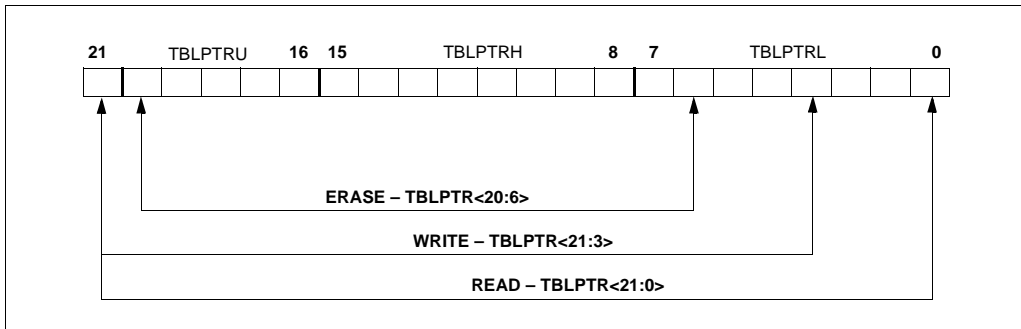 21 TBLPTRU 16 15 TBLPTRH 8 7 TBLPTRL 0
ERASE – TBLPTR<20:6>
WRITE – TBLPTR<21:3>
READ – TBLPTR<21:0>